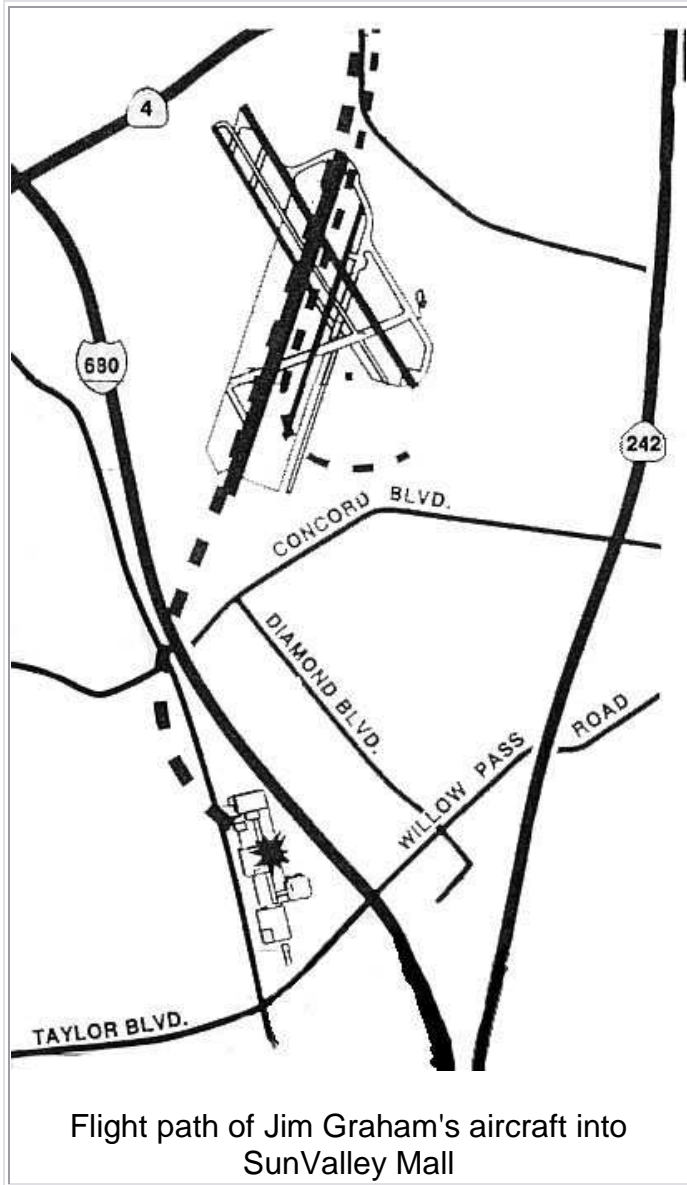 4
680
242
CONCORD BLVD.
DIAMOND BLVD.
WILLOW PASS ROAD
TAYLOR BLVD.
Flight path of Jim Graham's aircraft into
SunValley Mall